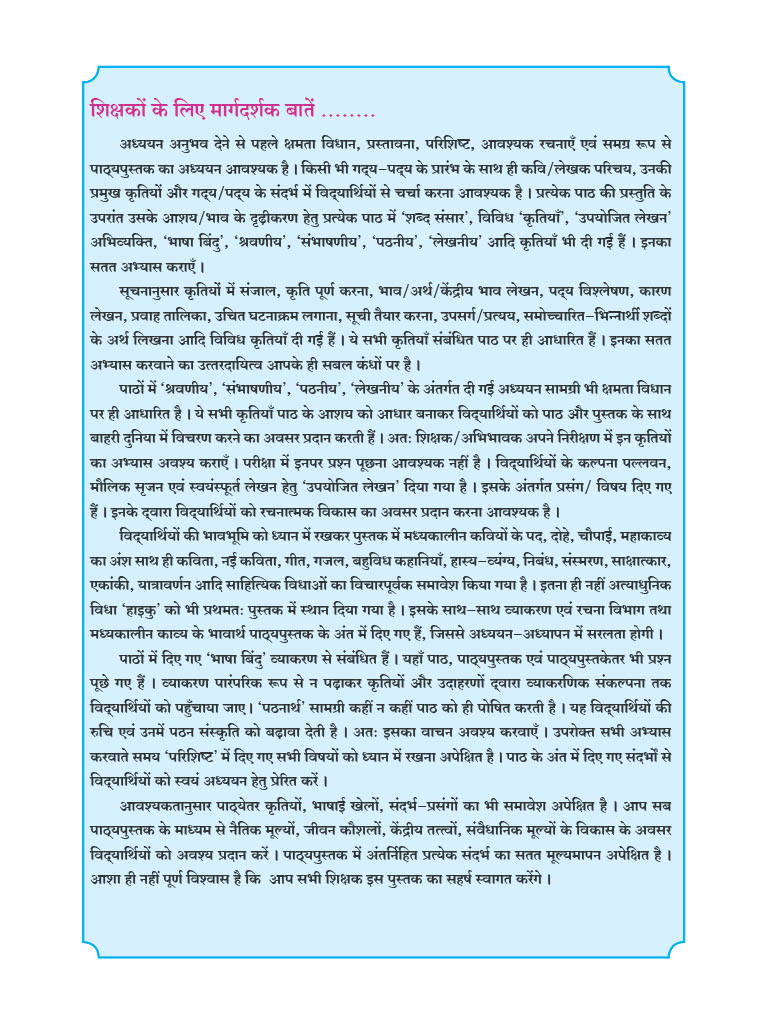 शिक्षकों के लिए मार्गदर्शक बातें ........
अध्ययन अनुभव देने से पहले क्षमता विधान, प्रस्तावना, परिशिष्ट, आवश्यक रचनाएँ एवं समग्र रूप से
पाठ्यपुस्तक का अध्ययन आवश्यक है । किसी भी गद्य-पद्य के प्रारंभ के साथ ही कवि/लेखक परिचय, उनकी
प्रमुख कृतियों और गद्य/पद्य के संदर्भ में विद्यार्थियों से चर्चा करना आवश्यक है । प्रत्येक पाठ की प्रस्तुति के
उपरांत उसके आशय/भाव के दृढ़ीकरण हेतु प्रत्येक पाठ में ‘शब्द संसार’, विविध ‘कृतियाँ’, ‘उपयोजित लेखन’
अभिव्यक्ति, ‘भाषा बिंदु’, ‘श्रवणीय’, ‘संभाषणीय’, ‘पठनीय’, ‘लेखनीय’ आदि कृतियाँ भी दी गई हैं । इनका
सतत अभ्यास कराएँ ।
सूचनानुसार कृतियों में संजाल, कृति पूर्ण करना, भाव/अर्थ/केंद्रीय भाव लेखन, पद्य विश्लेषण, कारण
लेखन, प्रवाह तालिका, उचित घटनाक्रम लगाना, सूची तैयार करना, उपसर्ग/प्रत्यय, समोच्चारित-भिन्नार्थी शब्दों
के अर्थ लिखना आदि विविध कृतियाँ दी गई हैं । ये सभी कृतियाँ संबंधित पाठ पर ही आधारित हैं । इनका सतत
अभ्यास करवाने का उत्तरदायित्व आपके ही सबल कंधों पर है ।
पाठों में ‘श्रवणीय’, ‘संभाषणीय’, ‘पठनीय’, ‘लेखनीय’ के अंतर्गत दी गई अध्ययन सामग्री भी क्षमता विधान
पर ही आधारित है । ये सभी कृतियाँ पाठ के आशय को आधार बनाकर विद्यार्थियों को पाठ और पुस्तक के साथ
बाहरी दुनिया में विचरण करने का अवसर प्रदान करती हैं । अतः शिक्षक/अभिभावक अपने निरीक्षण में इन कृतियों
का अभ्यास अवश्य कराएँ । परीक्षा में इनपर प्रश्न पूछना आवश्यक नहीं है । विद्यार्थियों के कल्पना पल्लवन,
मौलिक सृजन एवं स्वयंस्फूर्त लेखन हेतु ‘उपयोजित लेखन’ दिया गया है । इसके अंतर्गत प्रसंग/ विषय दिए गए
हैं । इनके द्वारा विद्यार्थियों को रचनात्मक विकास का अवसर प्रदान करना आवश्यक है ।
विद्यार्थियों की भावभूमि को ध्यान में रखकर पुस्तक में मध्यकालीन कवियों के पद, दोहे, चौपाई, महाकाव्य
का अंश साथ ही कविता, नई कविता, गीत, गजल, बहुविध कहानियाँ, हास्य-व्यंग्य, निबंध, संस्मरण, साक्षात्कार,
एकांकी, यात्रावर्णन आदि साहित्यिक विधाओं का विचारपूर्वक समावेश किया गया है । इतना ही नहीं अत्याधुनिक
विधा ‘हाइकु’ को भी प्रथमतः पुस्तक में स्थान दिया गया है । इसके साथ-साथ व्याकरण एवं रचना विभाग तथा
मध्यकालीन काव्य के भावार्थ पाठ्यपुस्तक के अंत में दिए गए हैं, जिससे अध्ययन-अध्यापन में सरलता होगी ।
पाठों में दिए गए ‘भाषा बिंदु’ व्याकरण से संबंधित हैं । यहाँ पाठ, पाठ्यपुस्तक एवं पाठ्यपुस्तकेतर भी प्रश्न
पूछे गए हैं । व्याकरण पारंपरिक रूप से न पढ़ाकर कृतियों और उदाहरणों द्वारा व्याकरणिक संकल्पना तक
विद्यार्थियों को पहुँचाया जाए । ‘पठनार्थ’ सामग्री कहीं न कहीं पाठ को ही पोषित करती है । यह विद्यार्थियों की
रुचि एवं उनमें पठन संस्कृति को बढ़ावा देती है । अतः इसका वाचन अवश्य करवाएँ । उपरोक्त सभी अभ्यास
करवाते समय ‘परिशिष्ट’ में दिए गए सभी विषयों को ध्यान में रखना अपेक्षित है । पाठ के अंत में दिए गए संदर्भों से
विद्यार्थियों को स्वयं अध्ययन हेतु प्रेरित करें ।
आवश्यकतानुसार पाठ्येतर कृतियों, भाषाई खेलों, संदर्भ-प्रसंगों का भी समावेश अपेक्षित है । आप सब
पाठ्यपुस्तक के माध्यम से नैतिक मूल्यों, जीवन कौशलों, केंद्रीय तत्त्वों, संवैधानिक मूल्यों के विकास के अवसर
विद्यार्थियों को अवश्य प्रदान करें । पाठ्यपुस्तक में अंतर्निहित प्रत्येक संदर्भ का सतत मूल्यमापन अपेक्षित है ।
आशा ही नहीं पूर्ण विश्वास है कि आप सभी शिक्षक इस पुस्तक का सहर्ष स्वागत करेंगे ।